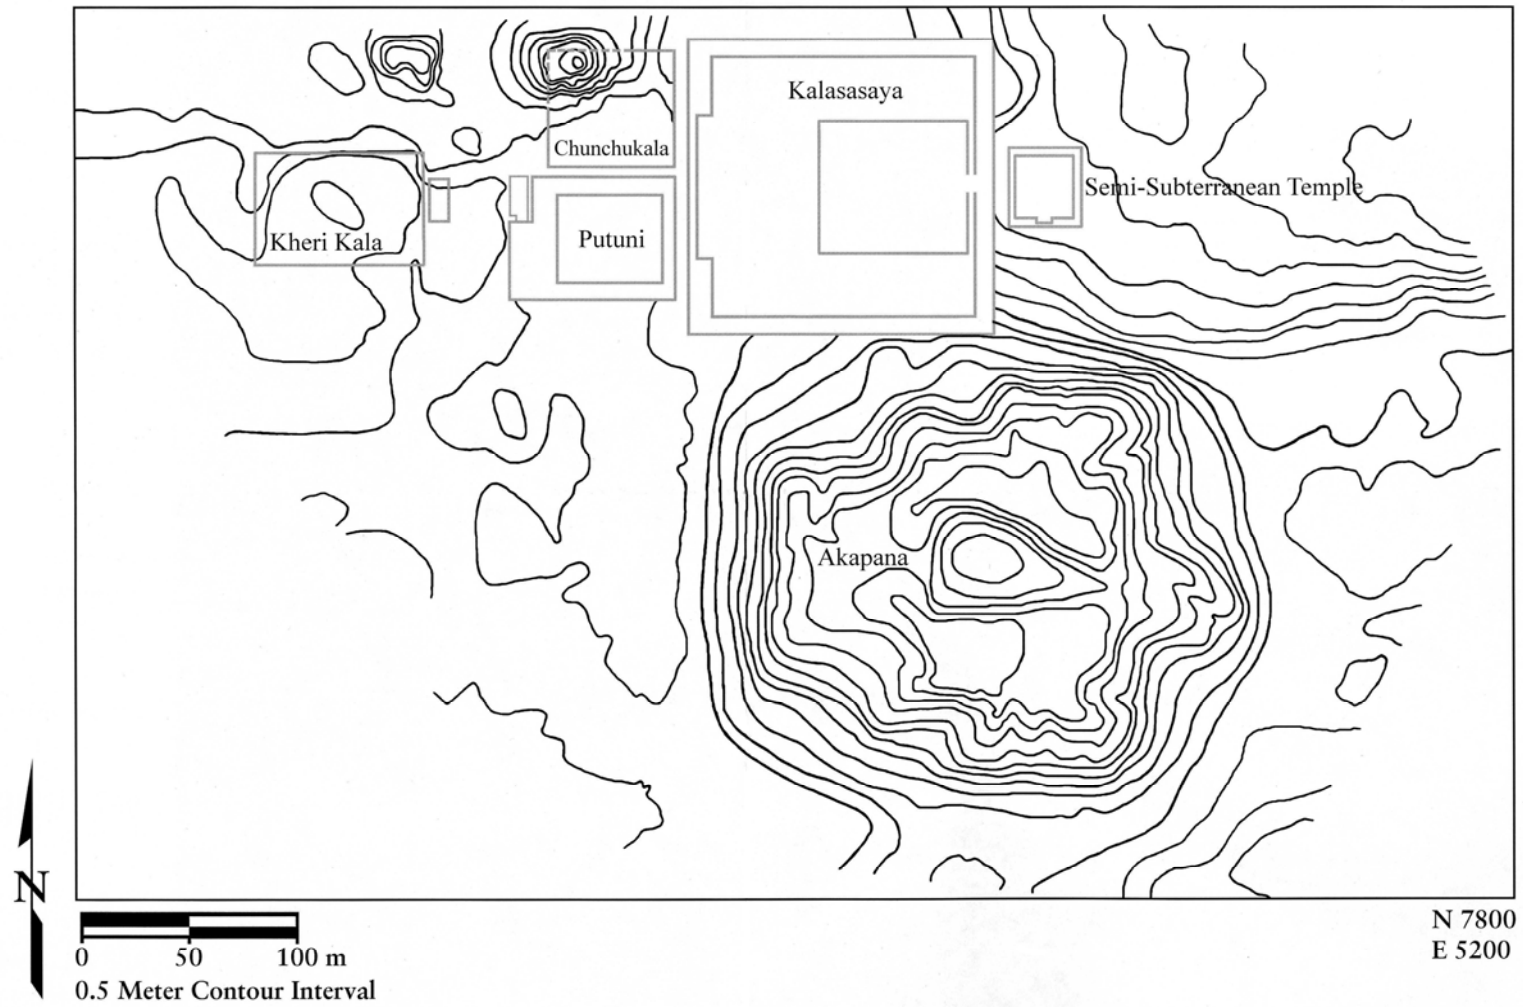 Kalasasaya
Chunchukala
Semi-Subterranean Temple
Kheri Kala
Putuni
Akapana
N
0 50 100 m
0.5 Meter Contour Interval
N 7800
E 5200